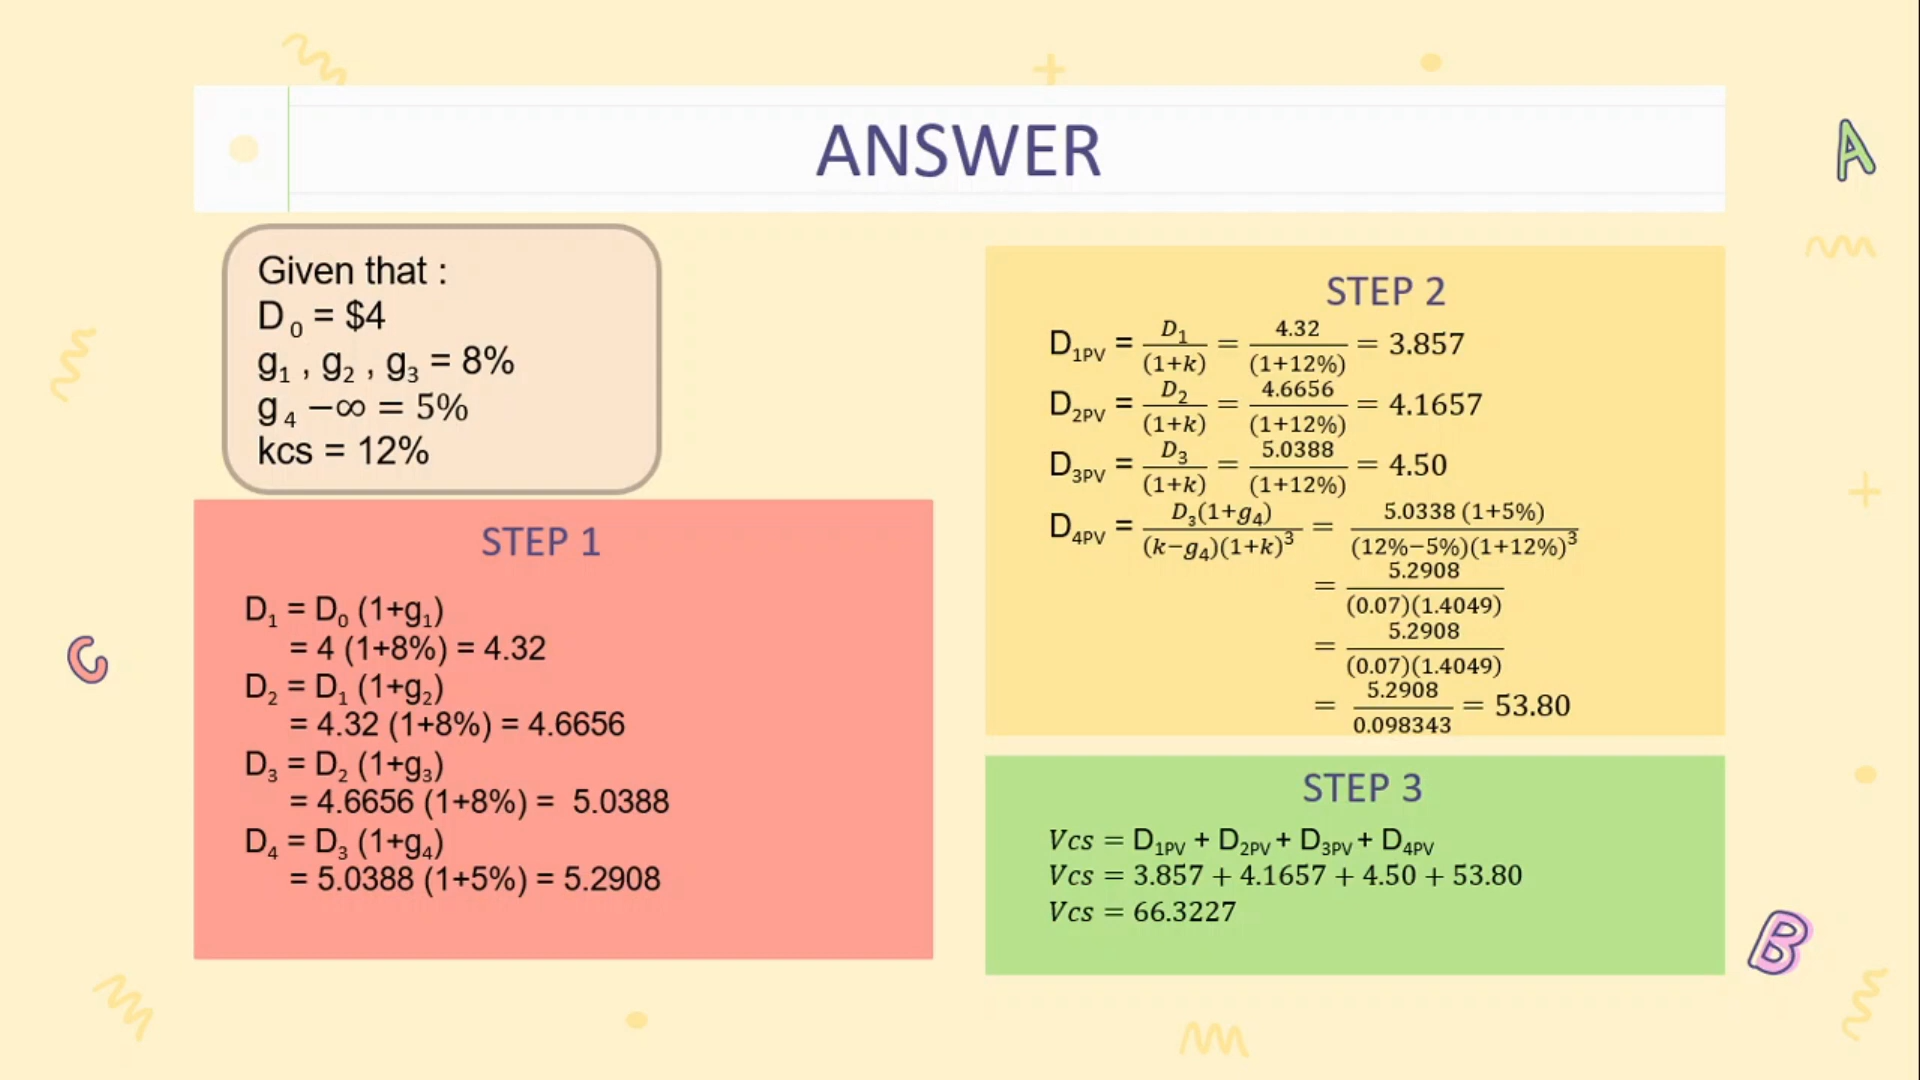 ANSWER
Given that :
D₀ = $4
g₁ , g₂ , g₃ = 8%
g₄ −∞ = 5%
kcs = 12%
STEP 1
D₁ = D₀ (1+g₁)
= 4 (1+8%) = 4.32
D₂ = D₁ (1+g₂)
= 4.32 (1+8%) = 4.6656
D₃ = D₂ (1+g₃)
= 4.6656 (1+8%) = 5.0388
D₄ = D₃ (1+g₄)
= 5.0388 (1+5%) = 5.2908
STEP 2
D1PV = D₁/(1+k) = 4.32/(1+12%) = 3.857
D2PV = D₂/(1+k) = 4.6656/(1+12%) = 4.1657
D3PV = D₃/(1+k) = 5.0388/(1+12%) = 4.50
D4PV = D₃(1+g₄)/(k−g₄)(1+k)³ = 5.0338 (1+5%)/(12%−5%)(1+12%)³
= 5.2908/(0.07)(1.4049)
= 5.2908/(0.07)(1.4049)
= 5.2908/0.098343 = 53.80
STEP 3
Vcs = D1PV + D2PV + D3PV + D4PV
Vcs = 3.857 + 4.1657 + 4.50 + 53.80
Vcs = 66.3227
A
C
B